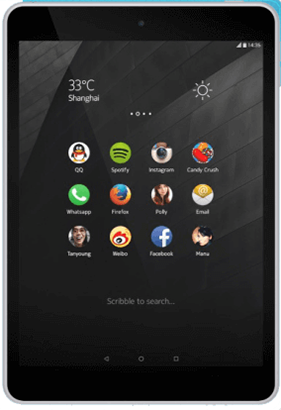 14:36
33°C
Shanghai
QQ Spotify Instagram Candy Crush
Whatsapp Firefox Polly Email
Tanyoung Weibo Facebook Manu
Scribble to search...